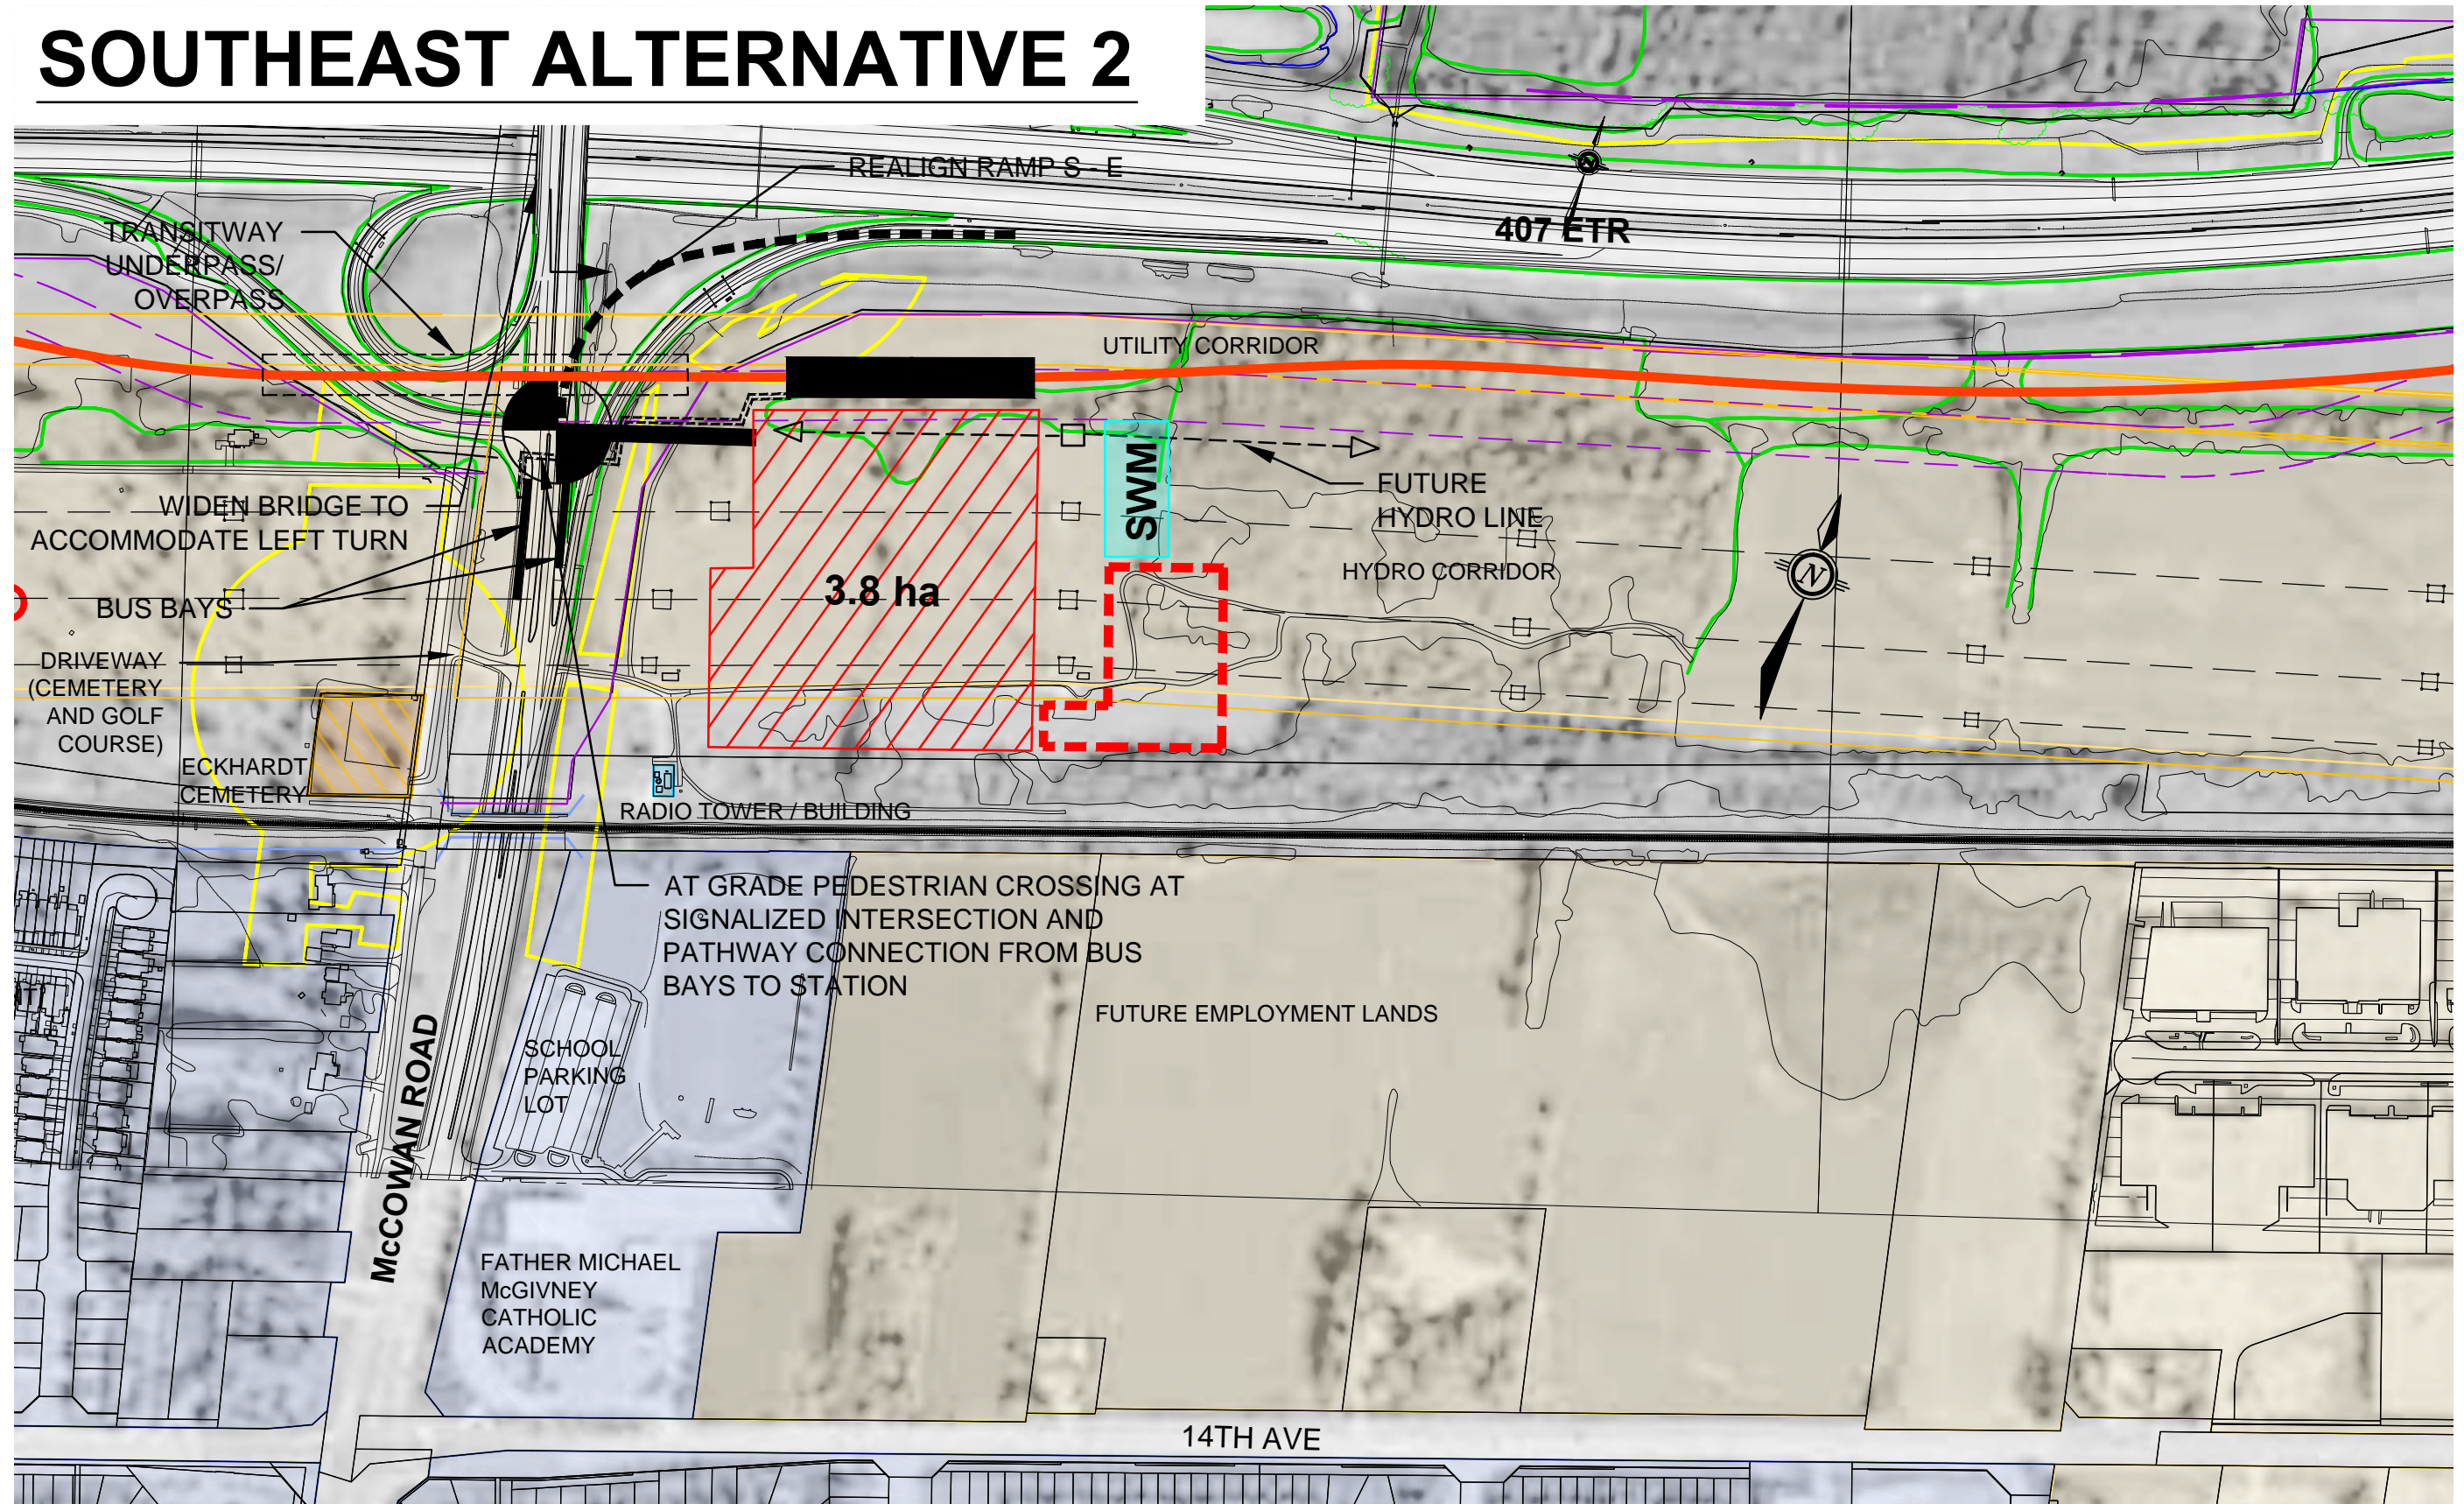 SOUTHEAST ALTERNATIVE 2
REALIGN RAMP S - E
407 ETR
TRANSITWAY
UNDERPASS/
OVERPASS
UTILITY CORRIDOR
WIDEN BRIDGE TO
ACCOMMODATE LEFT TURN
SWM
FUTURE
HYDRO LINE
HYDRO CORRIDOR
N
3.8 ha
BUS BAYS
DRIVEWAY
(CEMETERY
AND GOLF
COURSE)
ECKHARDT
CEMETERY
RADIO TOWER / BUILDING
AT GRADE PEDESTRIAN CROSSING AT
SIGNALIZED INTERSECTION AND
PATHWAY CONNECTION FROM BUS
BAYS TO STATION
FUTURE EMPLOYMENT LANDS
SCHOOL
PARKING
LOT
McCOWAN ROAD
FATHER MICHAEL
McGIVNEY
CATHOLIC
ACADEMY
14TH AVE